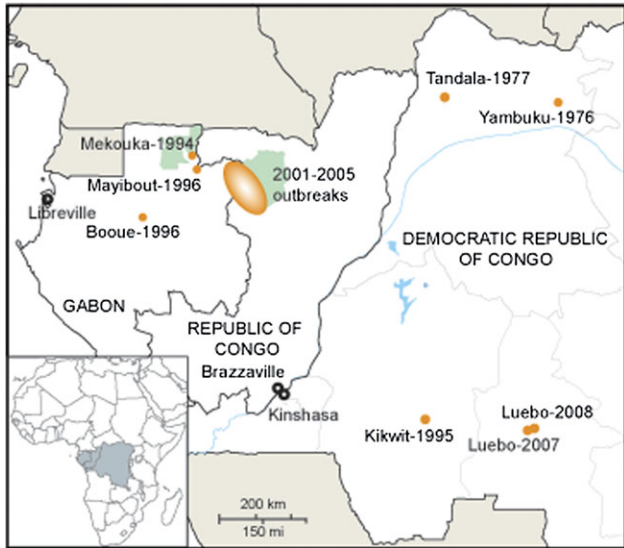 Tandala-1977
Yambuku-1976
Mekouka-1994
Mayibout-1996
2001-2005
outbreaks
Libreville
Booue-1996
DEMOCRATIC REPUBLIC
OF CONGO
GABON
REPUBLIC OF
CONGO
Brazzaville
Kinshasa
Kikwit-1995
Luebo-2008
Luebo-2007
200 km
150 mi